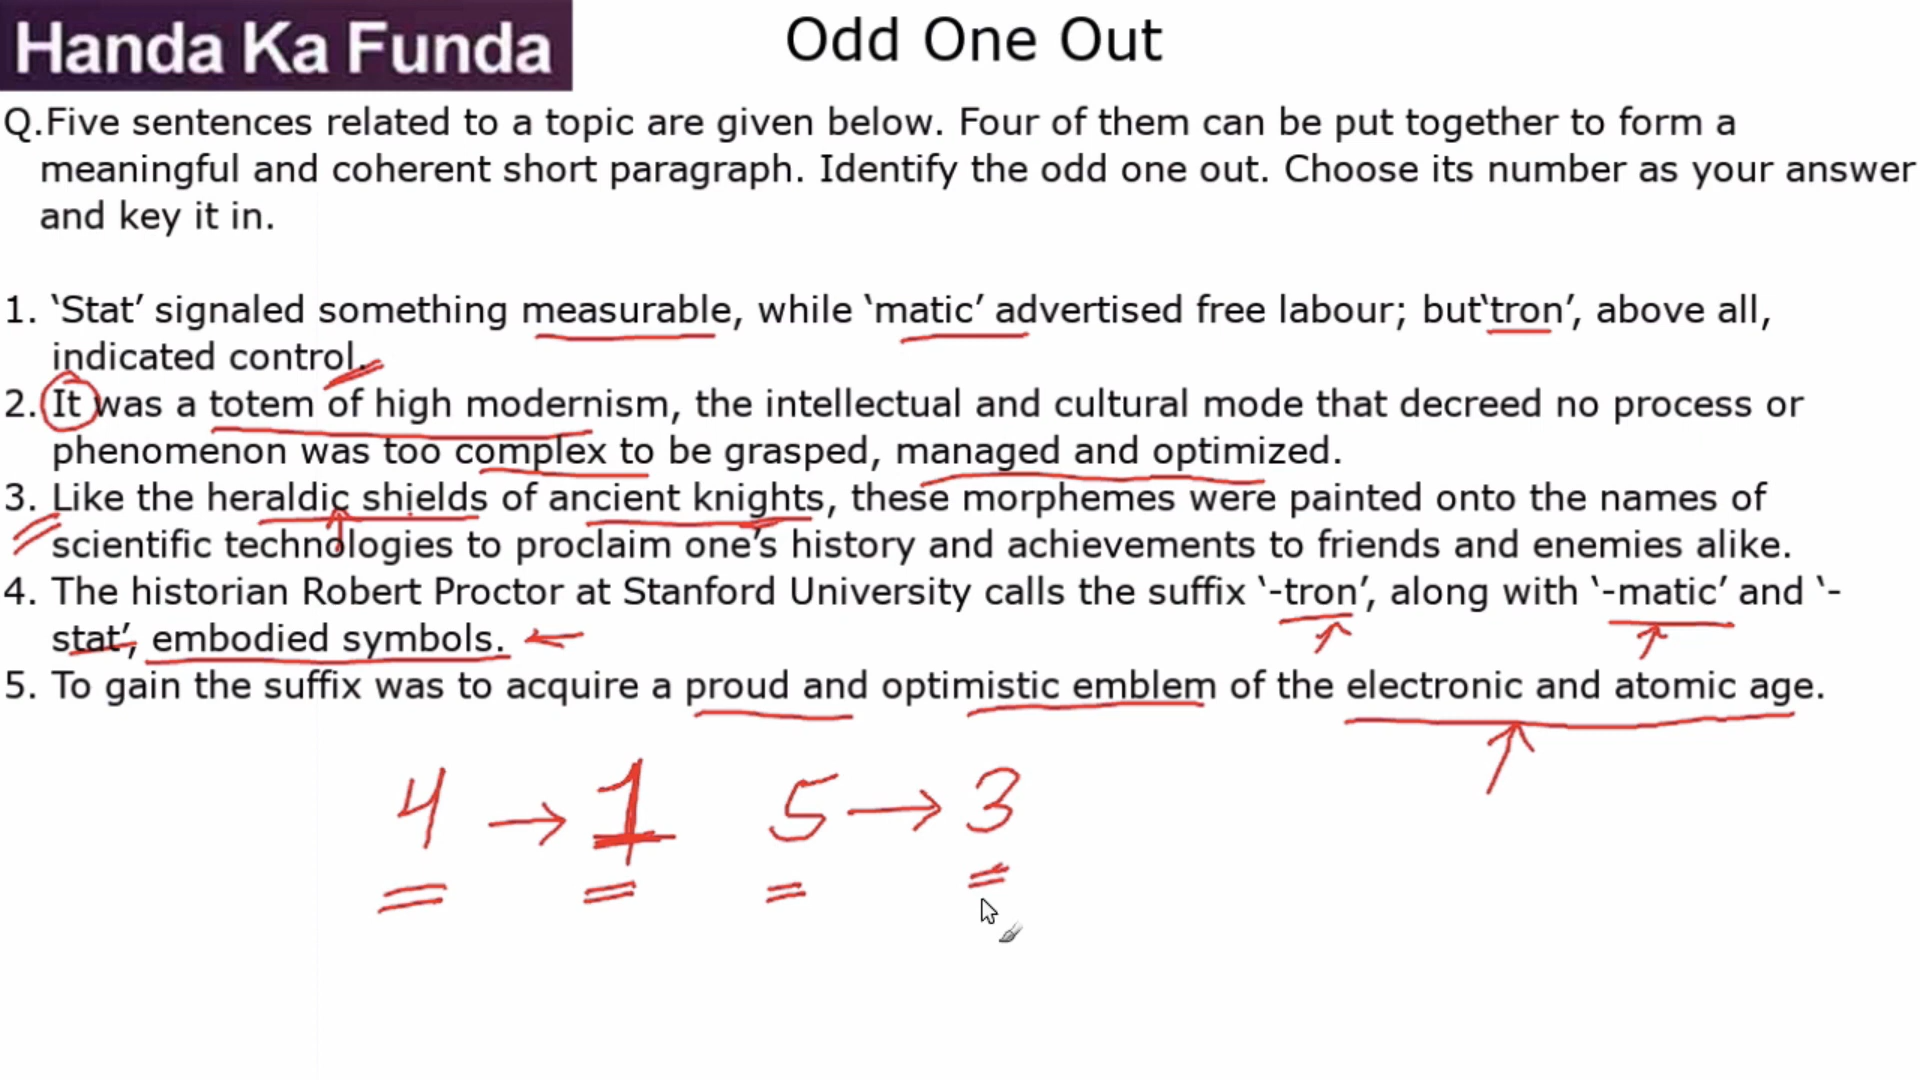 Handa Ka Funda
Odd One Out
Q.Five sentences related to a topic are given below. Four of them can be put together to form a
meaningful and coherent short paragraph. Identify the odd one out. Choose its number as your answer
and key it in.
1. ‘Stat’ signaled something measurable, while ‘matic’ advertised free labour; but‘tron’, above all,
indicated control.
2. It was a totem of high modernism, the intellectual and cultural mode that decreed no process or
phenomenon was too complex to be grasped, managed and optimized.
3. Like the heraldic shields of ancient knights, these morphemes were painted onto the names of
scientific technologies to proclaim one’s history and achievements to friends and enemies alike.
4. The historian Robert Proctor at Stanford University calls the suffix ‘-tron’, along with ‘-matic’ and ‘-
stat’, embodied symbols.
5. To gain the suffix was to acquire a proud and optimistic emblem of the electronic and atomic age.
4 → 1 5 → 3